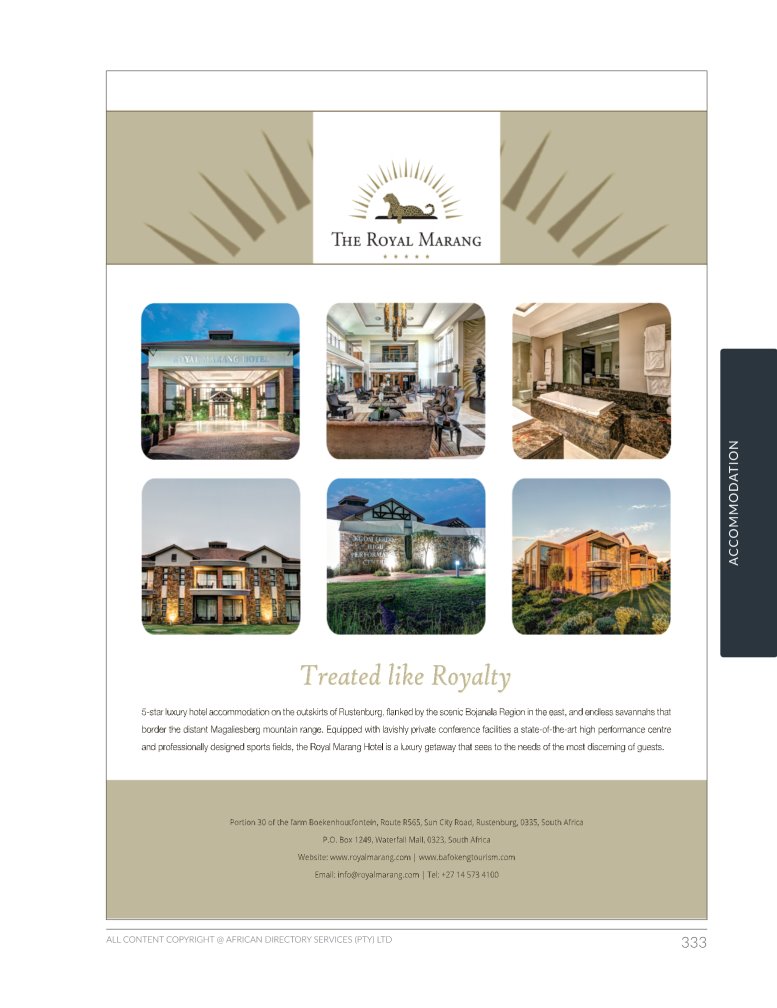 THE ROYAL MARANG
ROYAL MARANG HOTEL
HIGH
PERFORMANCE
CENTRE
Treated like Royalty
5-star luxury hotel accommodation on the outskirts of Rustenburg, flanked by the scenic Bojanala Region in the east, and endless savannahs that
border the distant Magaliesberg mountain range. Equipped with lavishly private conference facilities a state-of-the-art high performance centre
and professionally designed sports fields, the Royal Marang Hotel is a luxury getaway that sees to the needs of the most discerning of guests.
Portion 30 of the farm Boekenhoutfontein, Route R565, Sun City Road, Rustenburg, 0335, South Africa
P.O. Box 1249, Waterfall Mall, 0323, South Africa
Website: www.royalmarang.com | www.bafokengtourism.com
Email: info@royalmarang.com | Tel: +27 14 573 4100
ACCOMMODATION
ALL CONTENT COPYRIGHT @ AFRICAN DIRECTORY SERVICES (PTY) LTD
333